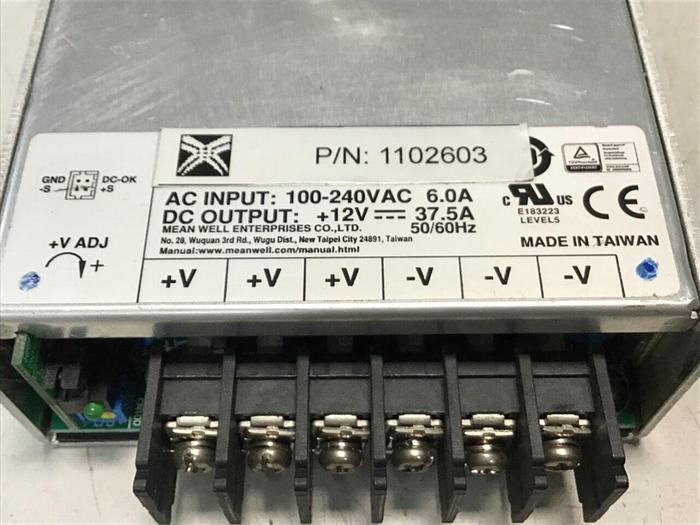 P/N: 1102603
GND DC-OK
-S +S
AC INPUT: 100-240VAC 6.0A
DC OUTPUT: +12V 37.5A
MEAN WELL ENTERPRISES CO.,LTD. 50/60Hz
No. 28, Wuquan 3rd Rd., Wugu Dist., New Taipei City 24891, Taiwan
Manual:www.meanwell.com/manual.html
C US
E183223
LEVEL5
CE
MADE IN TAIWAN
+V ADJ
+
+V +V +V -V -V -V